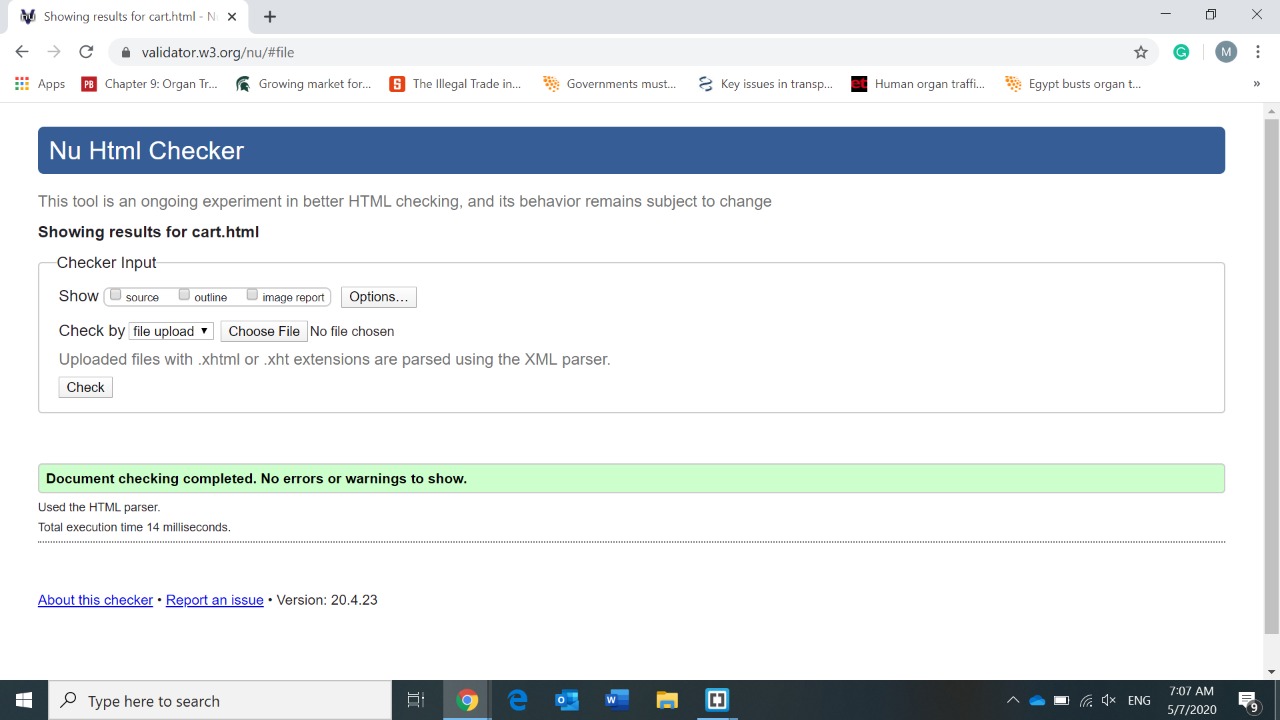 Showing results for cart.html - N
validator.w3.org/nu/#file
M
Apps
PB Chapter 9: Organ Tr...
Growing market for...
S The Illegal Trade in...
Governments must...
Key issues in transp...
et Human organ traffi...
Egypt busts organ t...
»
Nu Html Checker
This tool is an ongoing experiment in better HTML checking, and its behavior remains subject to change
Showing results for cart.html
Checker Input
Show source outline image report Options...
Check by file upload Choose File No file chosen
Uploaded files with .xhtml or .xht extensions are parsed using the XML parser.
Check
Document checking completed. No errors or warnings to show.
Used the HTML parser.
Total execution time 14 milliseconds.
About this checker • Report an issue • Version: 20.4.23
Type here to search
ENG
7:07 AM
5/7/2020
9